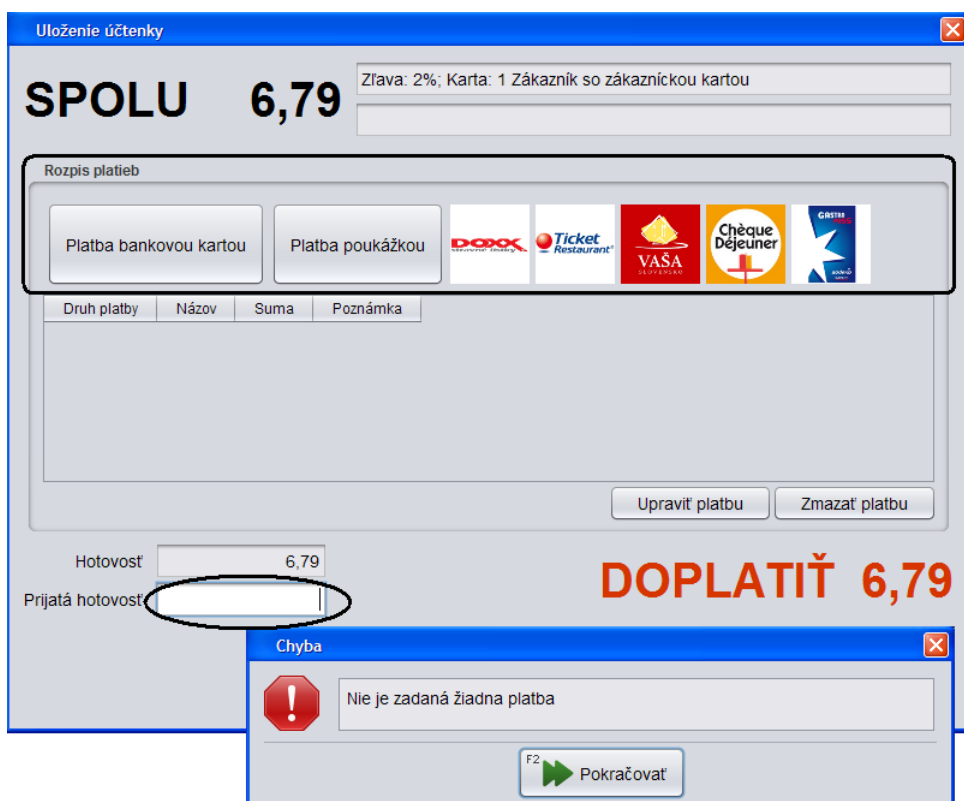 Uloženie účtenky
SPOLU 6,79
Zľava: 2%; Karta: 1 Zákazník so zákazníckou kartou
Rozpis platieb
Platba bankovou kartou
Platba poukážkou
DOXX
Ticket
Restaurant
VAŠA
SLOVENSKO
Chèque
Déjeuner
GASTRO
Druh platby Názov Suma Poznámka
Upraviť platbu
Zmazať platbu
Hotovosť 6,79
DOPLATIŤ 6,79
Prijatá hotovosť
Chyba
Nie je zadaná žiadna platba
F2 Pokračovať